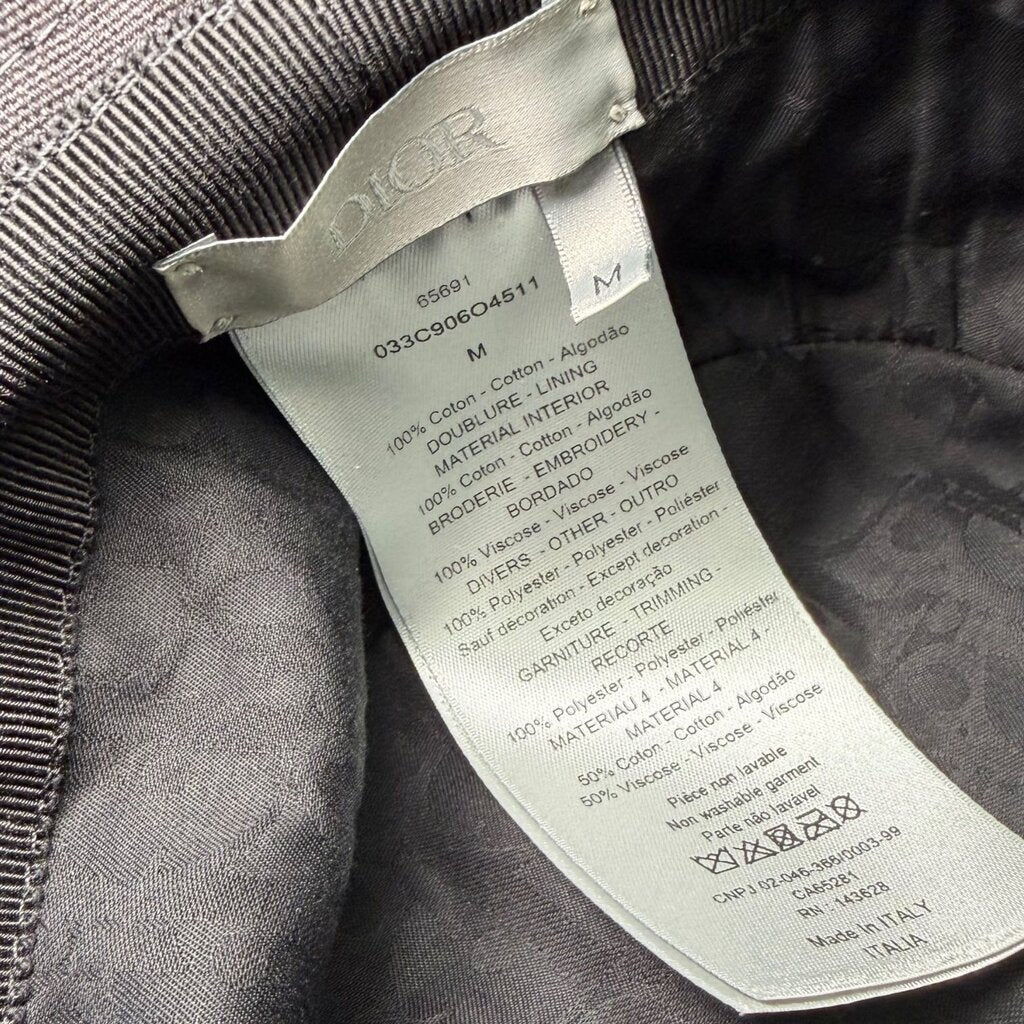 DIOR
M
65691
033C906O4511
M
100% Coton - Cotton - Algodão
DOUBLURE - LINING
MATERIAL INTERIOR
100% Coton - Cotton - Algodão
BRODERIE - EMBROIDERY -
BORDADO
100% Viscose - Viscose - Viscose
DIVERS - OTHER - OUTRO
100% Polyester - Polyester - Poliéster
Sauf décoration - Except decoration -
Exceto decoração
GARNITURE - TRIMMING -
RECORTE
100% Polyester - Polyester - Poliéster
MATERIAU 4 - MATERIAL 4 -
MATERIAL 4
50% Coton - Cotton - Algodão
50% Viscose - Viscose - Viscose
Pièce non lavable
Non washable garment
Parte não lavável
CNPJ 02-046-366/0003-99
CA65281
RN : 143628
Made In ITALY
ITALIA